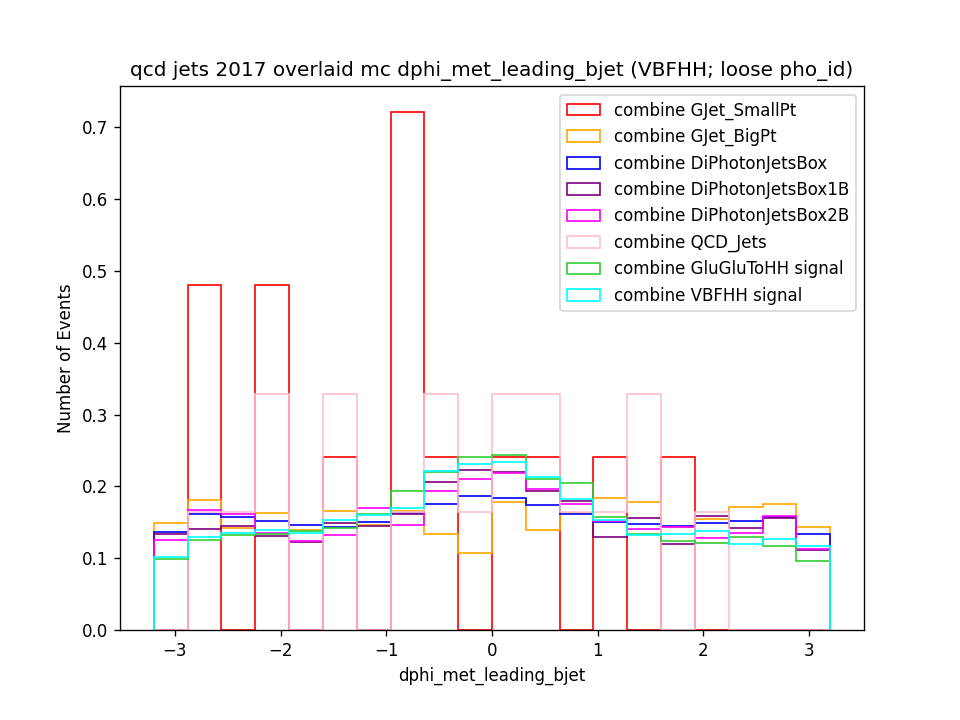 qcd jets 2017 overlaid mc dphi_met_leading_bjet (VBFHH; loose pho_id)
combine GJet_SmallPt
combine GJet_BigPt
combine DiPhotonJetsBox
combine DiPhotonJetsBox1B
combine DiPhotonJetsBox2B
combine QCD_Jets
combine GluGluToHH signal
combine VBFHH signal
Number of Events
0.7
0.6
0.5
0.4
0.3
0.2
0.1
0.0
−3 −2 −1 0 1 2 3
dphi_met_leading_bjet